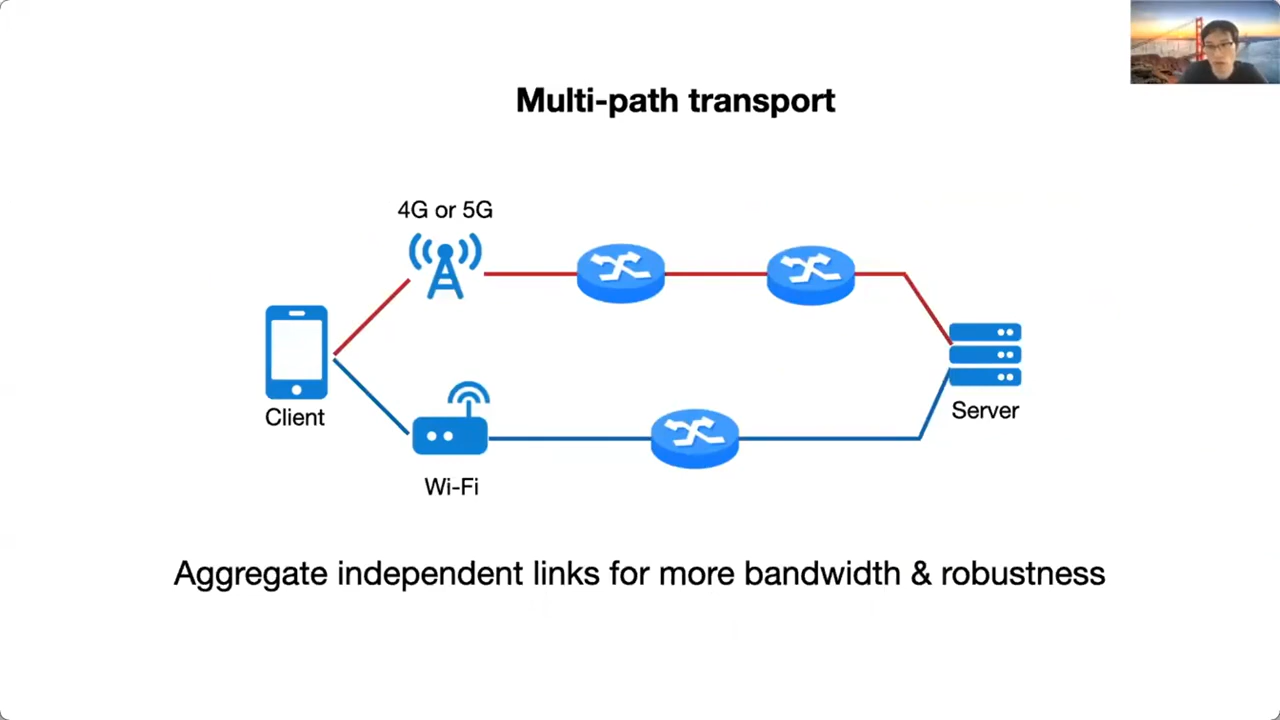 Multi-path transport
4G or 5G
Client
Server
Wi-Fi
Aggregate independent links for more bandwidth & robustness